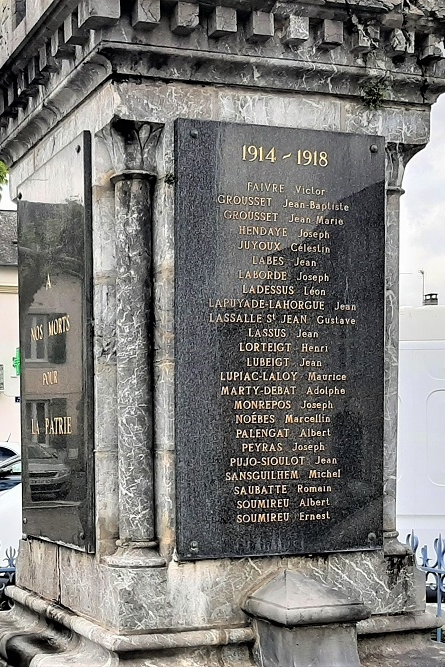 A
NOS MORTS
POUR
LA PATRIE
1914 - 1918
FAIVRE Victor
GROUSSET Jean-Baptiste
GROUSSET Jean-Marie
HENDAYE Joseph
JUYOUX Célestin
LABES Jean
LABORDE Joseph
LADESSUS Léon
LAPUYADE-LAHORGUE Jean
LASSALLE St JEAN Gustave
LASSUS Jean
LORTEIGT Henri
LUBEIGT Jean
LUPIAC-LALOY Maurice
MARTY-DEBAT Adolphe
MONREPOS Joseph
NOÉBES Marcellin
PALENGAT Albert
PEYRAS Joseph
PUJO-SIOULOT Jean
SANSGUILHEM Michel
SAUBATTE Romain
SOUMIREU Albert
SOUMIREU Ernest